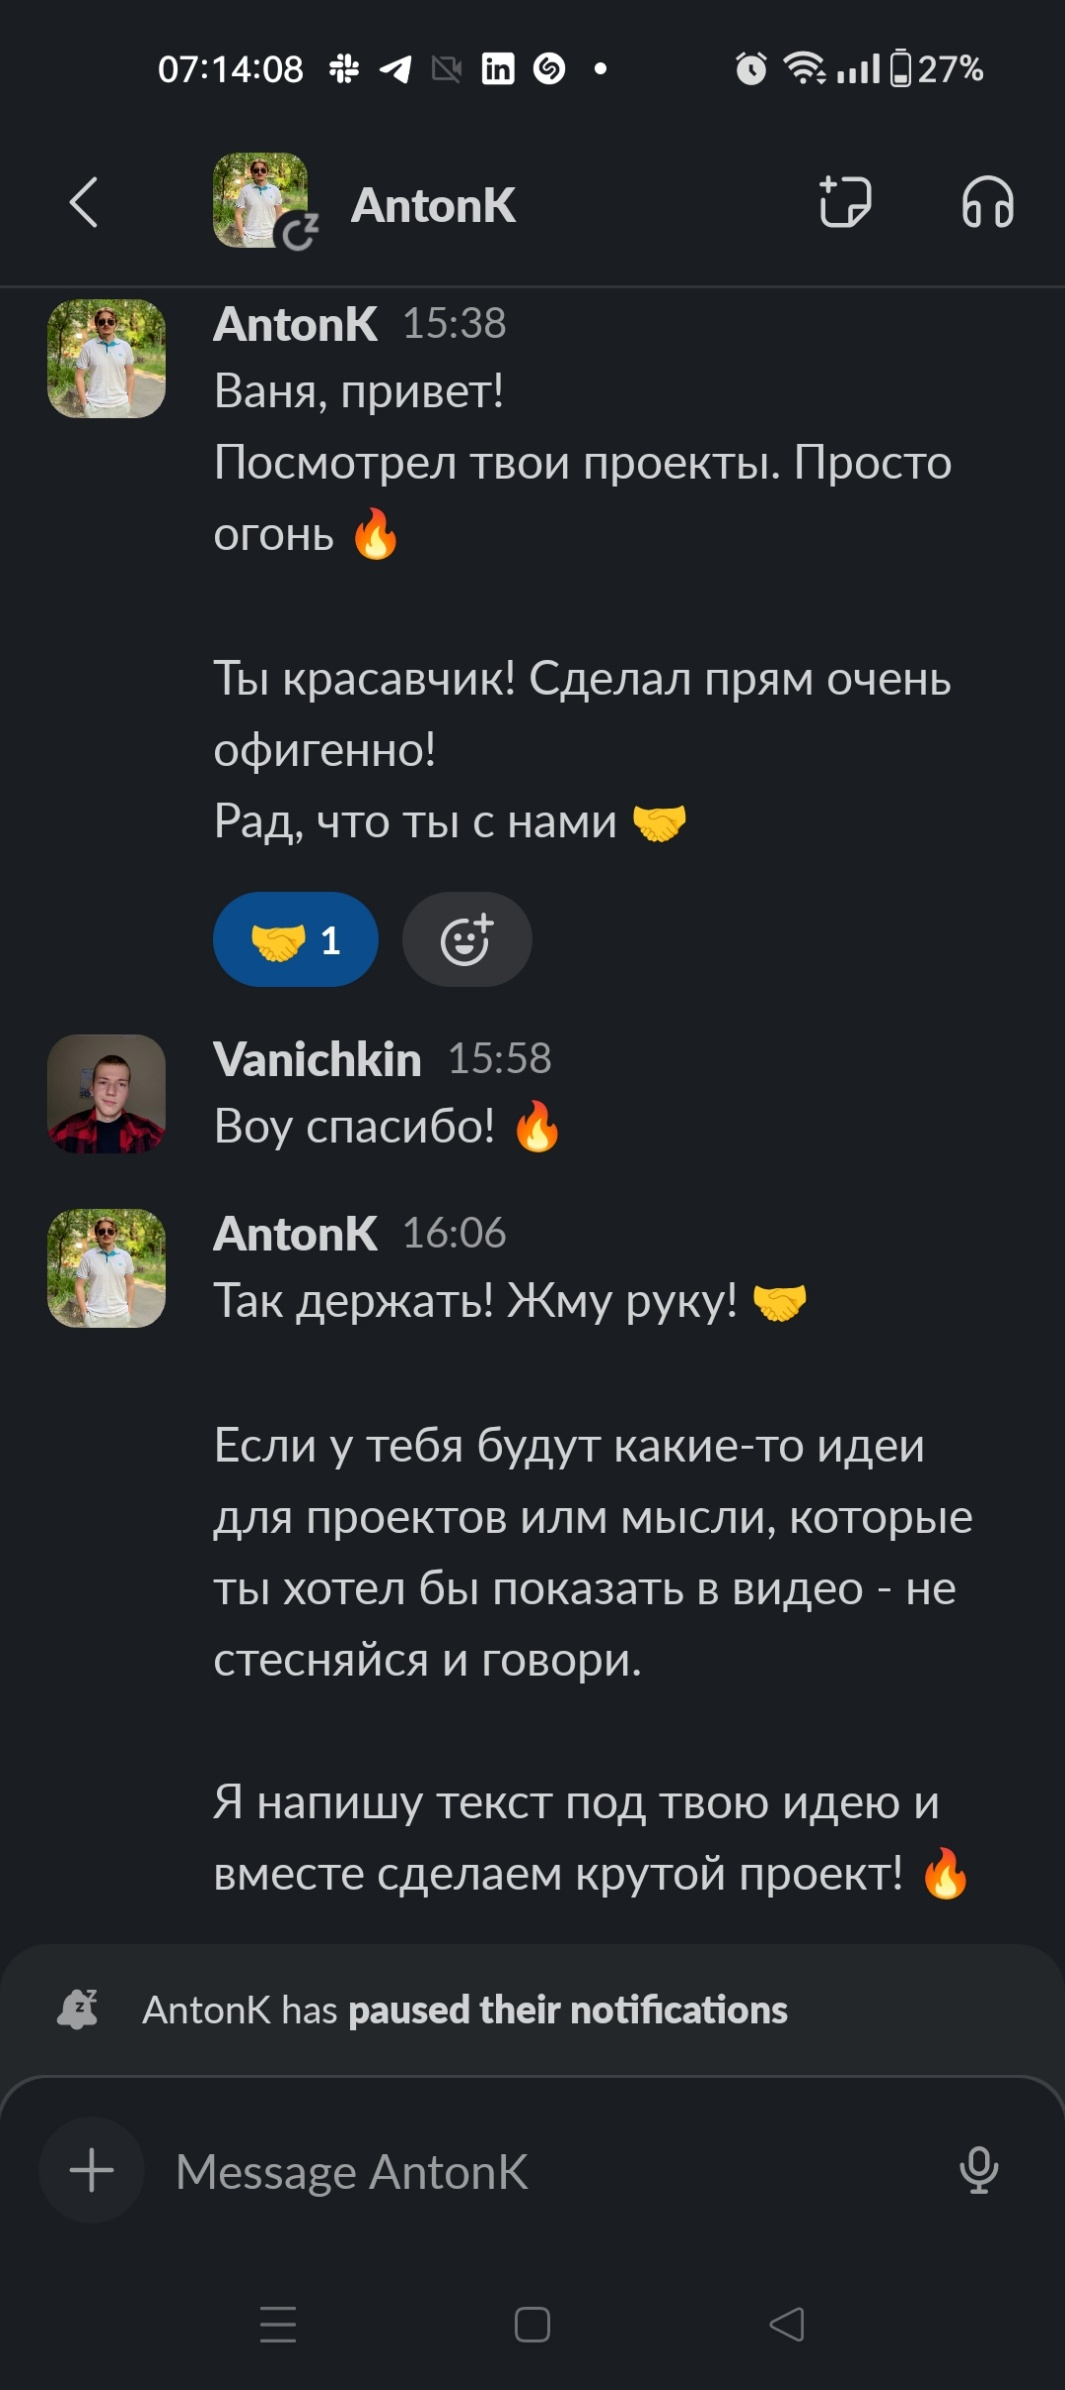 07:14:08 27%
AntonK
AntonK 15:38
Ваня, привет!
Посмотрел твои проекты. Просто
огонь 🔥
Ты красавчик! Сделал прям очень
офигенно!
Рад, что ты с нами 🤝
🤝 1
Vanichkin 15:58
Воу спасибо! 🔥
AntonK 16:06
Так держать! Жму руку! 🤝
Если у тебя будут какие-то идеи
для проектов илм мысли, которые
ты хотел бы показать в видео - не
стесняйся и говори.
Я напишу текст под твою идею и
вместе сделаем крутой проект! 🔥
AntonK has paused their notifications
Message AntonK